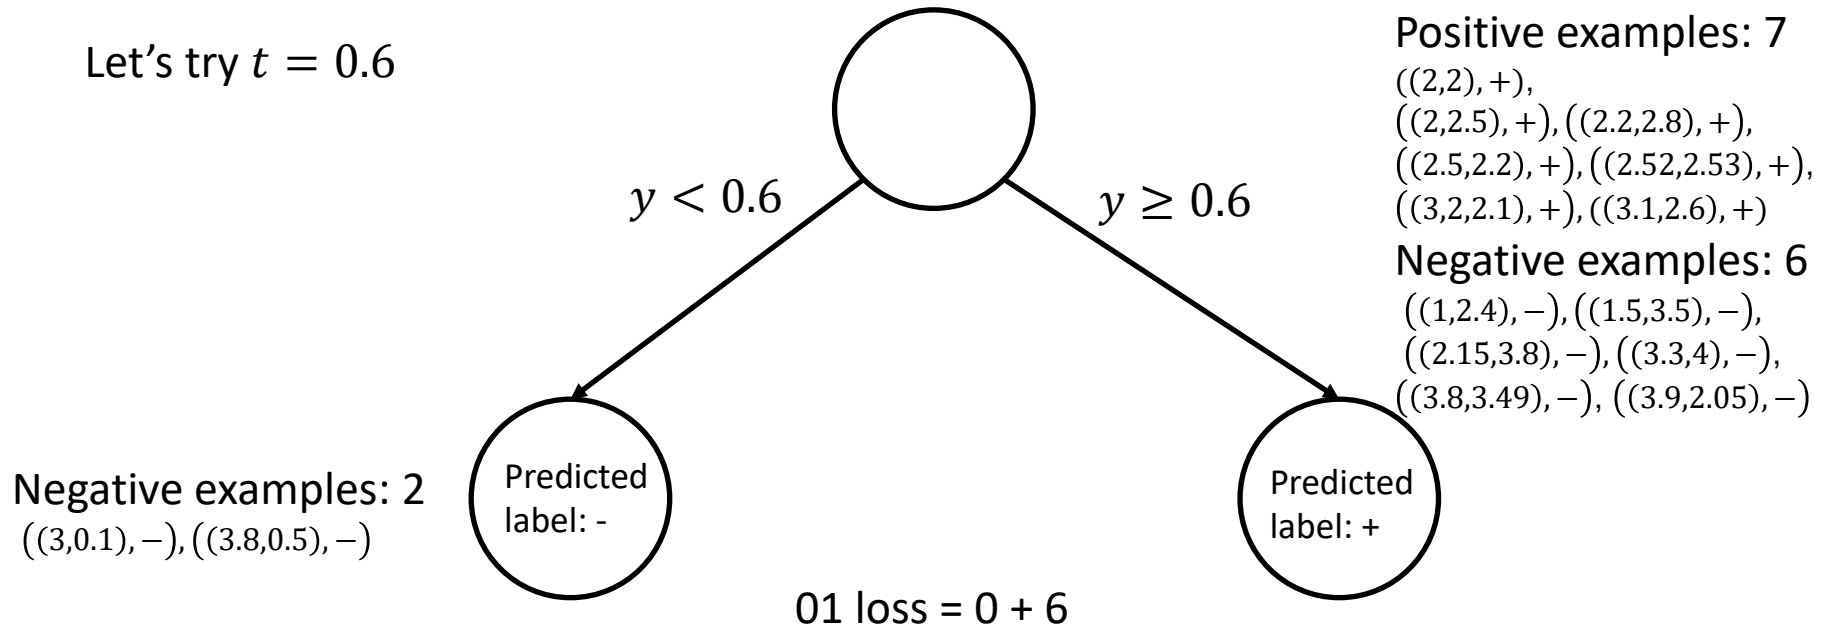 Let's try t = 0.6
y < 0.6
y ≥ 0.6
Positive examples: 7
((2,2), +),
((2,2.5), +), ((2.2,2.8), +),
((2.5,2.2), +), ((2.52,2.53), +),
((3,2,2.1), +), ((3.1,2.6), +)
Negative examples: 6
((1,2.4), −), ((1.5,3.5), −),
((2.15,3.8), −), ((3.3,4), −),
((3.8,3.49), −), ((3.9,2.05), −)
Negative examples: 2
((3,0.1), −), ((3.8,0.5), −)
Predicted
label: -
Predicted
label: +
01 loss = 0 + 6